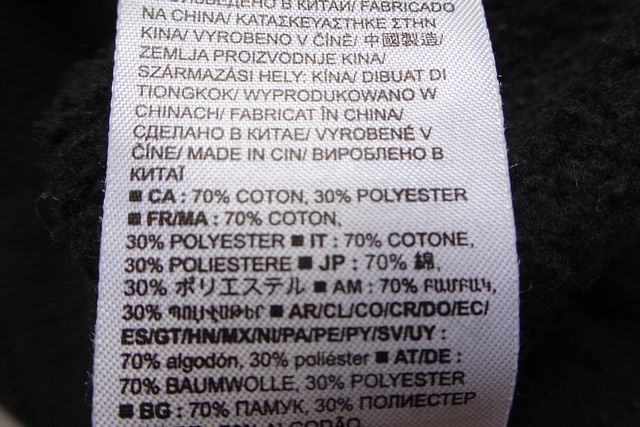 ПРОИЗВЕДЕНО В КИТАЙ/ FABRICADO
NA CHINA/ ΚΑΤΑΣΚΕΥΑΣΤΗΚΕ ΣΤΗΝ
ΚΙΝΑ/ VYROBENO V ČÍNĚ/ 中國製造/
ZEMLJA PROIZVODNJE KINA/
SZÁRMAZÁSI HELY: KÍNA/ DIBUAT DI
TIONGKOK/ WYPRODUKOWANO W
CHINACH/ FABRICAT ÎN CHINA/
СДЕЛАНО В КИТАЕ/ VYROBENÉ V
ČÍNE/ MADE IN CIN/ ВИРОБЛЕНО В
КИТАЇ
■ CA : 70% COTON, 30% POLYESTER
■ FR/MA : 70% COTON,
30% POLYESTER ■ IT : 70% COTONE,
30% POLIESTERE ■ JP : 70% 綿,
30% ポリエステル ■ AM : 70% ԲԱՄԲԱԿ,
30% ՊՈԼԻԷՍԹԵՐ ■ AR/CL/CO/CR/DO/EC/
ES/GT/HN/MX/NI/PA/PE/PY/SV/UY :
70% algodón, 30% poliéster ■ AT/DE :
70% BAUMWOLLE, 30% POLYESTER
■ BG : 70% ПАМУК, 30% ПОЛИЕСТЕР